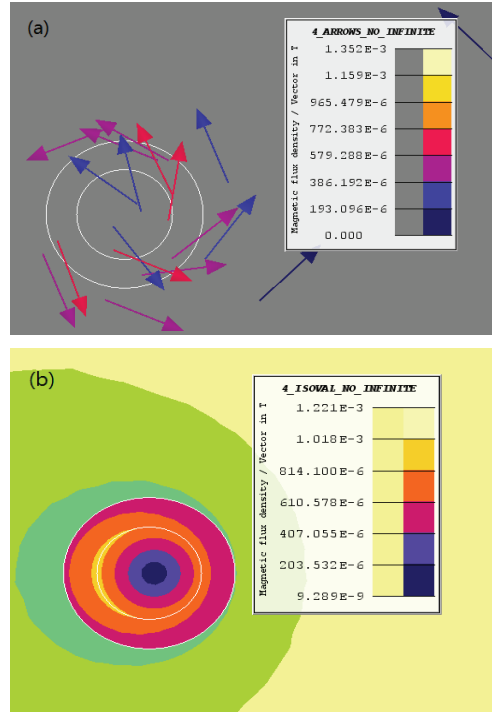 (a)
4_ARROWS_NO_INFINITE
Magnetic flux density / Vector in T
1.352E-3
1.159E-3
965.479E-6
772.383E-6
579.288E-6
386.192E-6
193.096E-6
0.000
(b)
4_ISOVAL_NO_INFINITE
Magnetic flux density / Vector in T
1.221E-3
1.018E-3
814.100E-6
610.578E-6
407.055E-6
203.532E-6
9.289E-9